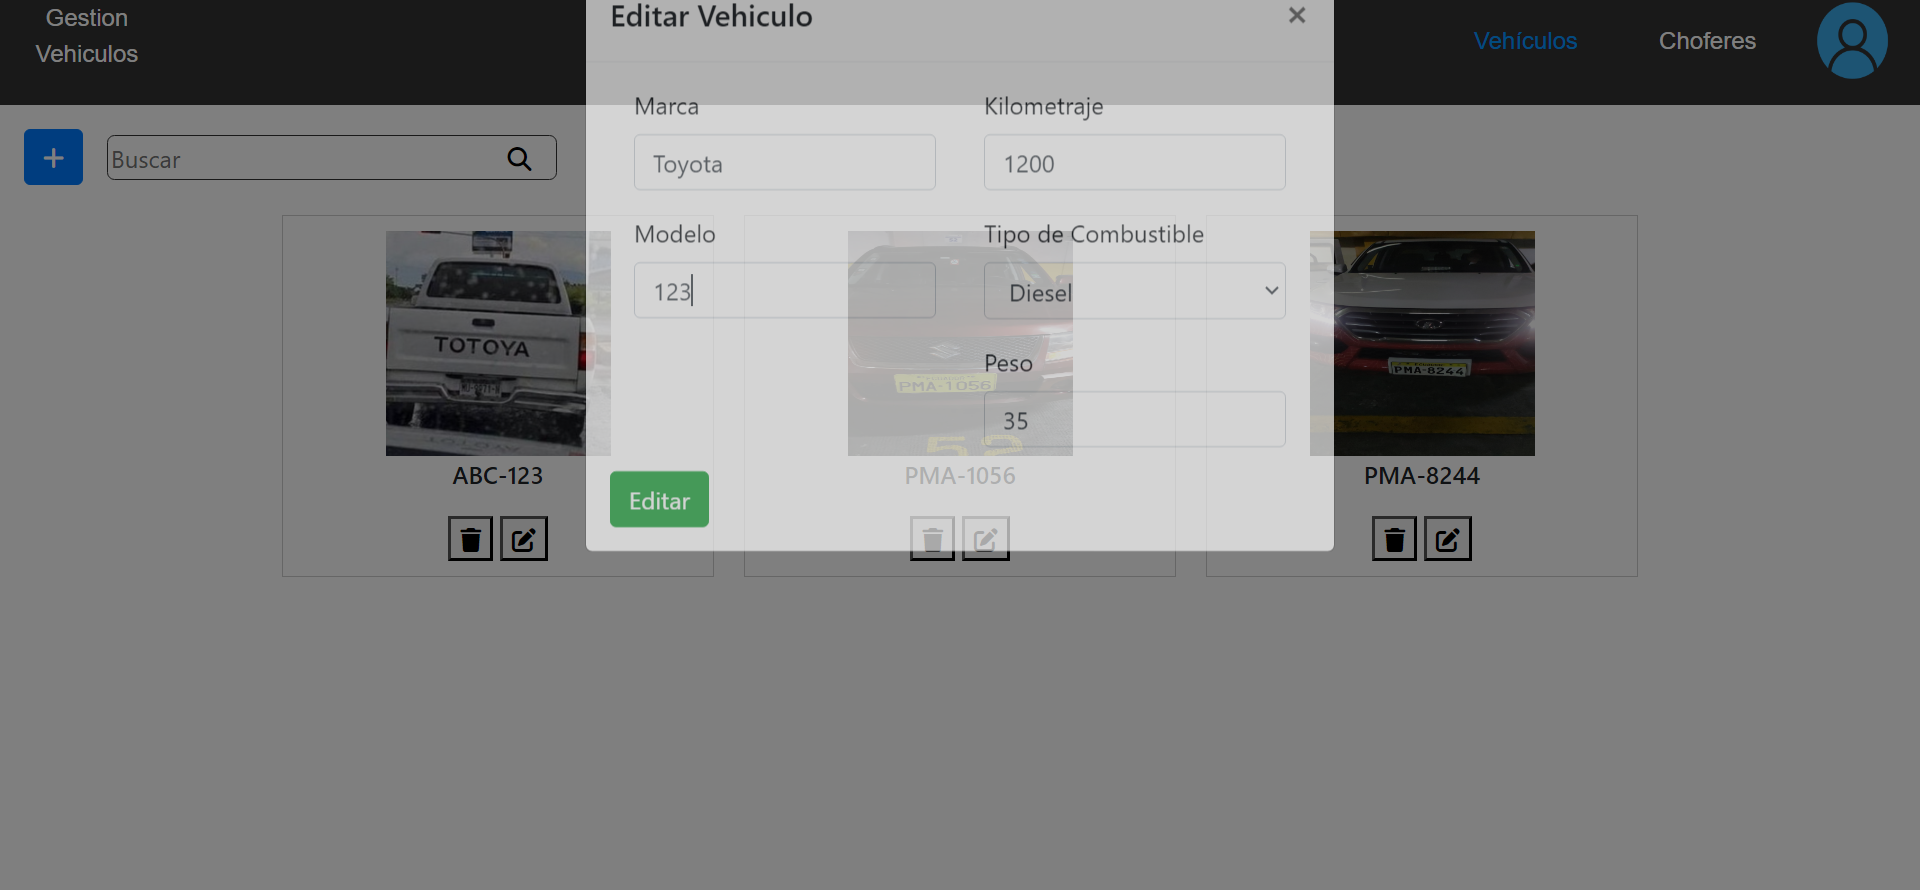 Gestion
Vehiculos
Editar Vehiculo
×
Vehículos
Choferes
Buscar
Marca
Kilometraje
Toyota
1200
Modelo
Tipo de Combustible
123
Diesel
Peso
35
Editar
TOTOYA
PMA-1056
PMA-8244
ABC-123
PMA-1056
PMA-8244